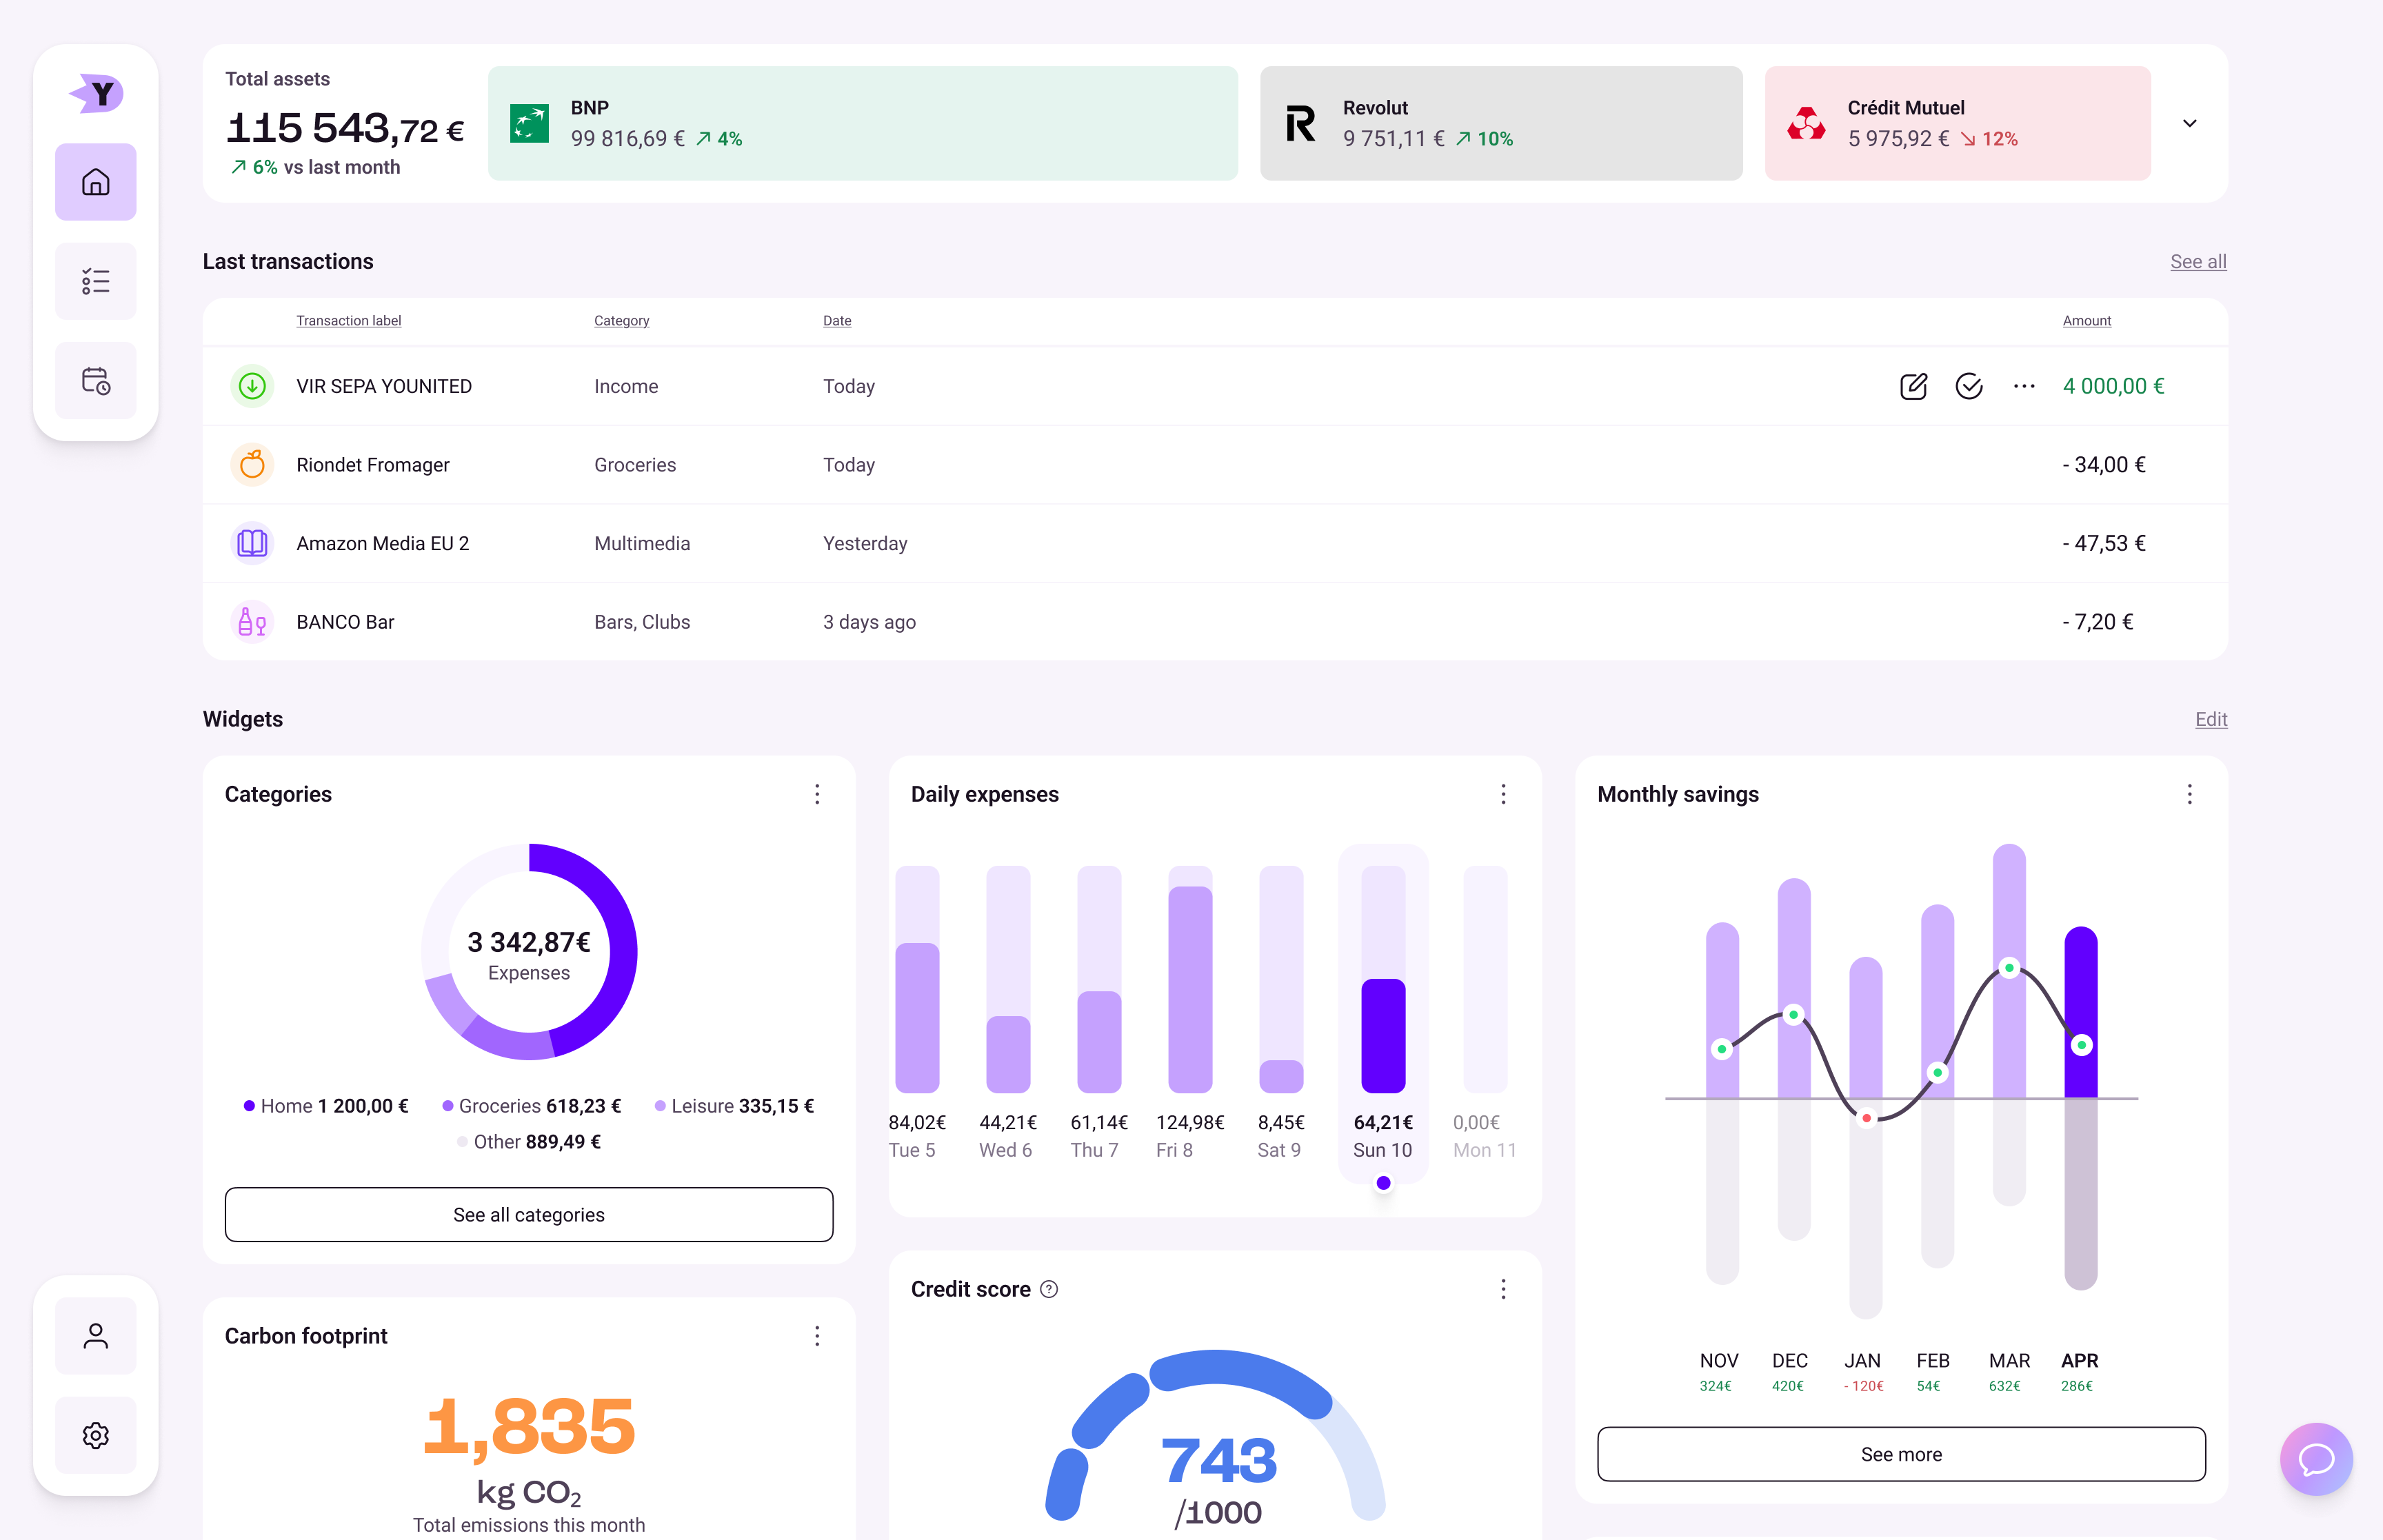 Y
Total assets
115 543,72 €
6% vs last month
BNP
99 816,69 € 4%
R
Revolut
9 751,11 € 10%
Crédit Mutuel
5 975,92 € 12%
Last transactions
See all
Transaction label Category Date Amount
VIR SEPA YOUNITED Income Today 4 000,00 €
Riondet Fromager Groceries Today - 34,00 €
Amazon Media EU 2 Multimedia Yesterday - 47,53 €
BANCO Bar Bars, Clubs 3 days ago - 7,20 €
Widgets
Edit
Categories
3 342,87€
Expenses
Home 1 200,00 € Groceries 618,23 € Leisure 335,15 €
Other 889,49 €
See all categories
Daily expenses
84,02€ 44,21€ 61,14€ 124,98€ 8,45€ 64,21€ 0,00€
Tue 5 Wed 6 Thu 7 Fri 8 Sat 9 Sun 10 Mon 11
Monthly savings
NOV DEC JAN FEB MAR APR
324€ 420€ - 120€ 54€ 632€ 286€
See more
Carbon footprint
1,835
kg CO₂
Total emissions this month
Credit score ?
743
/1000